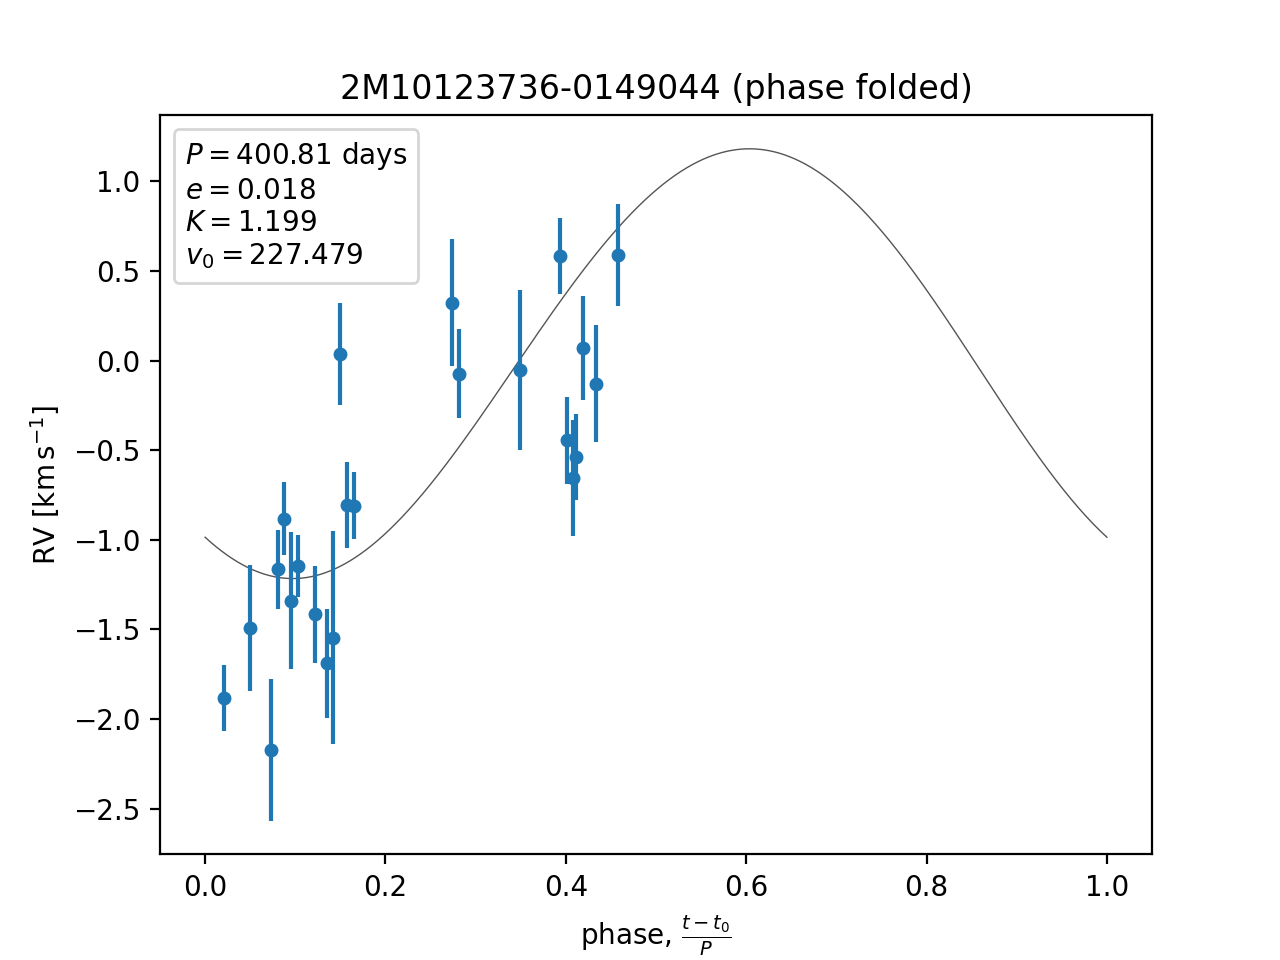 2M10123736-0149044 (phase folded)
P = 400.81 days
e = 0.018
K = 1.199
v₀ = 227.479
1.0
0.5
0.0
−0.5
−1.0
−1.5
−2.0
−2.5
RV [km s⁻¹]
0.0 0.2 0.4 0.6 0.8 1.0
phase, (t − t₀)/P